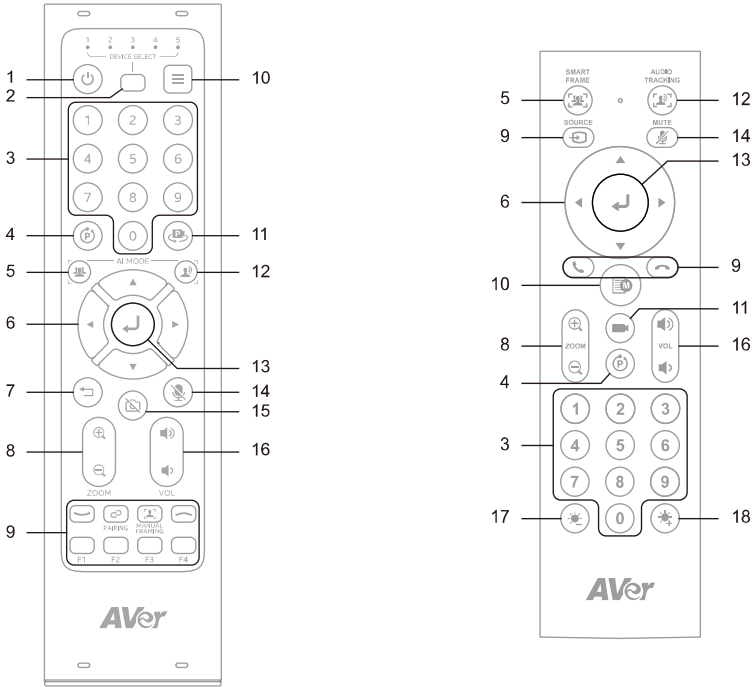 1 2 3 4 5
DEVICE SELECT
1
2
10
1 2 3
3
4 5 6
7 8 9
4
P
0
P
11
AI MODE
5
12
6
13
7
14
15
8
16
ZOOM
VOL
9
PAIRING
MANUAL
FRAMING
F1 F2 F3 F4
AVer
SMART
FRAME
AUDIO
TRACKING
5
12
SOURCE
MUTE
9
14
13
6
9
10
M
11
8
ZOOM
VOL
16
4
P
3
1 2 3
4 5 6
7 8 9
17
0
18
AVer